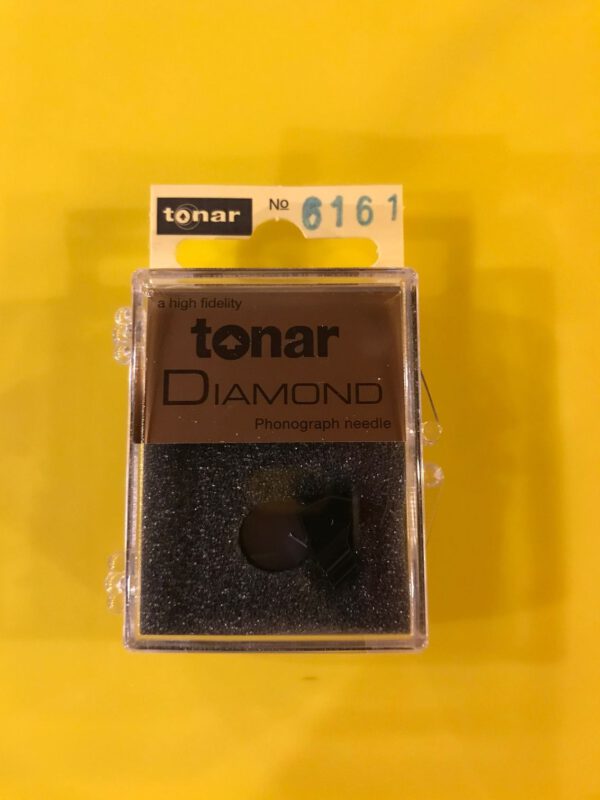 tonar No 6161
a high fidelity
tonar
DIAMOND
Phonograph needle